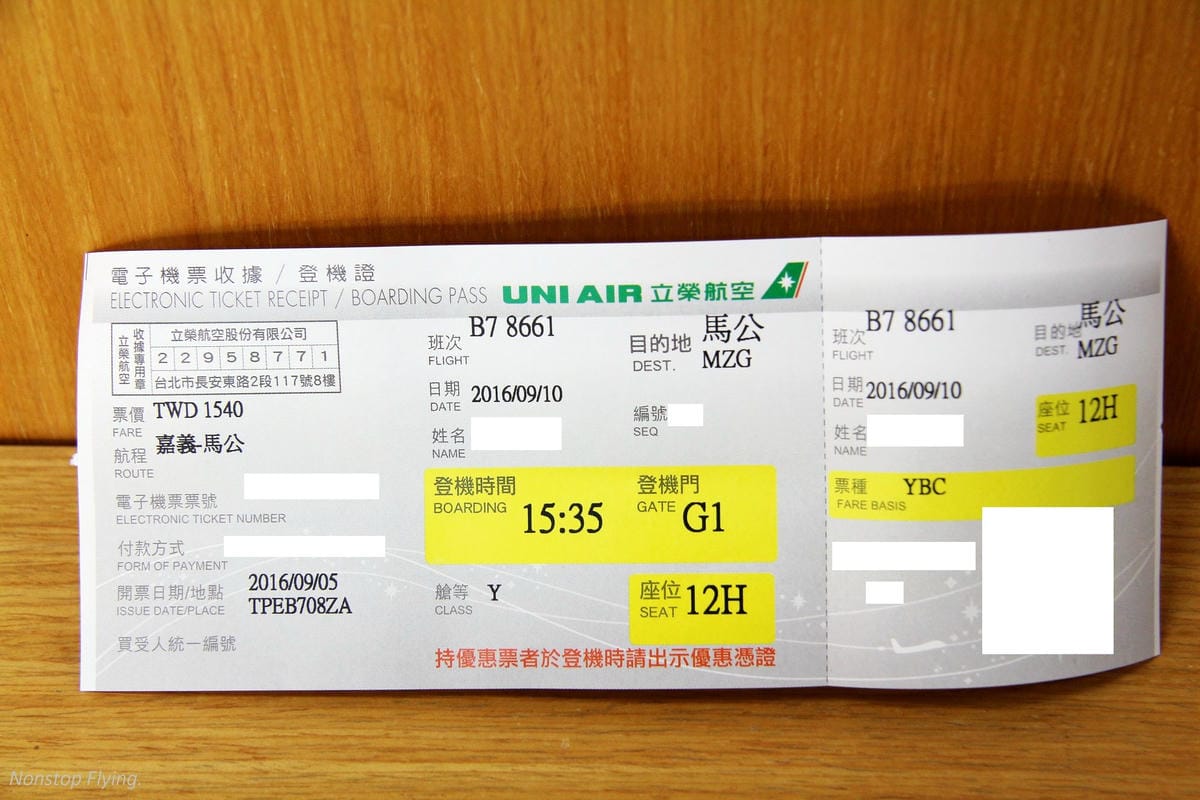 電子機票收據 / 登機證
ELECTRONIC TICKET RECEIPT / BOARDING PASS
UNI AIR 立榮航空
立榮航空
收據專用章
立榮航空股份有限公司
2 2 9 5 8 7 7 1
台北市長安東路2段117號8樓
票價 TWD 1540
FARE
航程 嘉義-馬公
ROUTE
電子機票票號
ELECTRONIC TICKET NUMBER
付款方式
FORM OF PAYMENT
開票日期/地點 2016/09/05
ISSUE DATE/PLACE TPEB708ZA
買受人統一編號
班次 B7 8661
FLIGHT
目的地 馬公
DEST. MZG
日期 2016/09/10
DATE
編號
SEQ
姓名
NAME
登機時間
BOARDING 15:35
登機門
GATE G1
艙等 Y
CLASS
座位 12H
SEAT
持優惠票者於登機時請出示優惠憑證
班次 B7 8661
FLIGHT
目的地 馬公
DEST. MZG
日期 2016/09/10
DATE
座位 12H
SEAT
姓名
NAME
票種 YBC
FARE BASIS
Nonstop Flying.